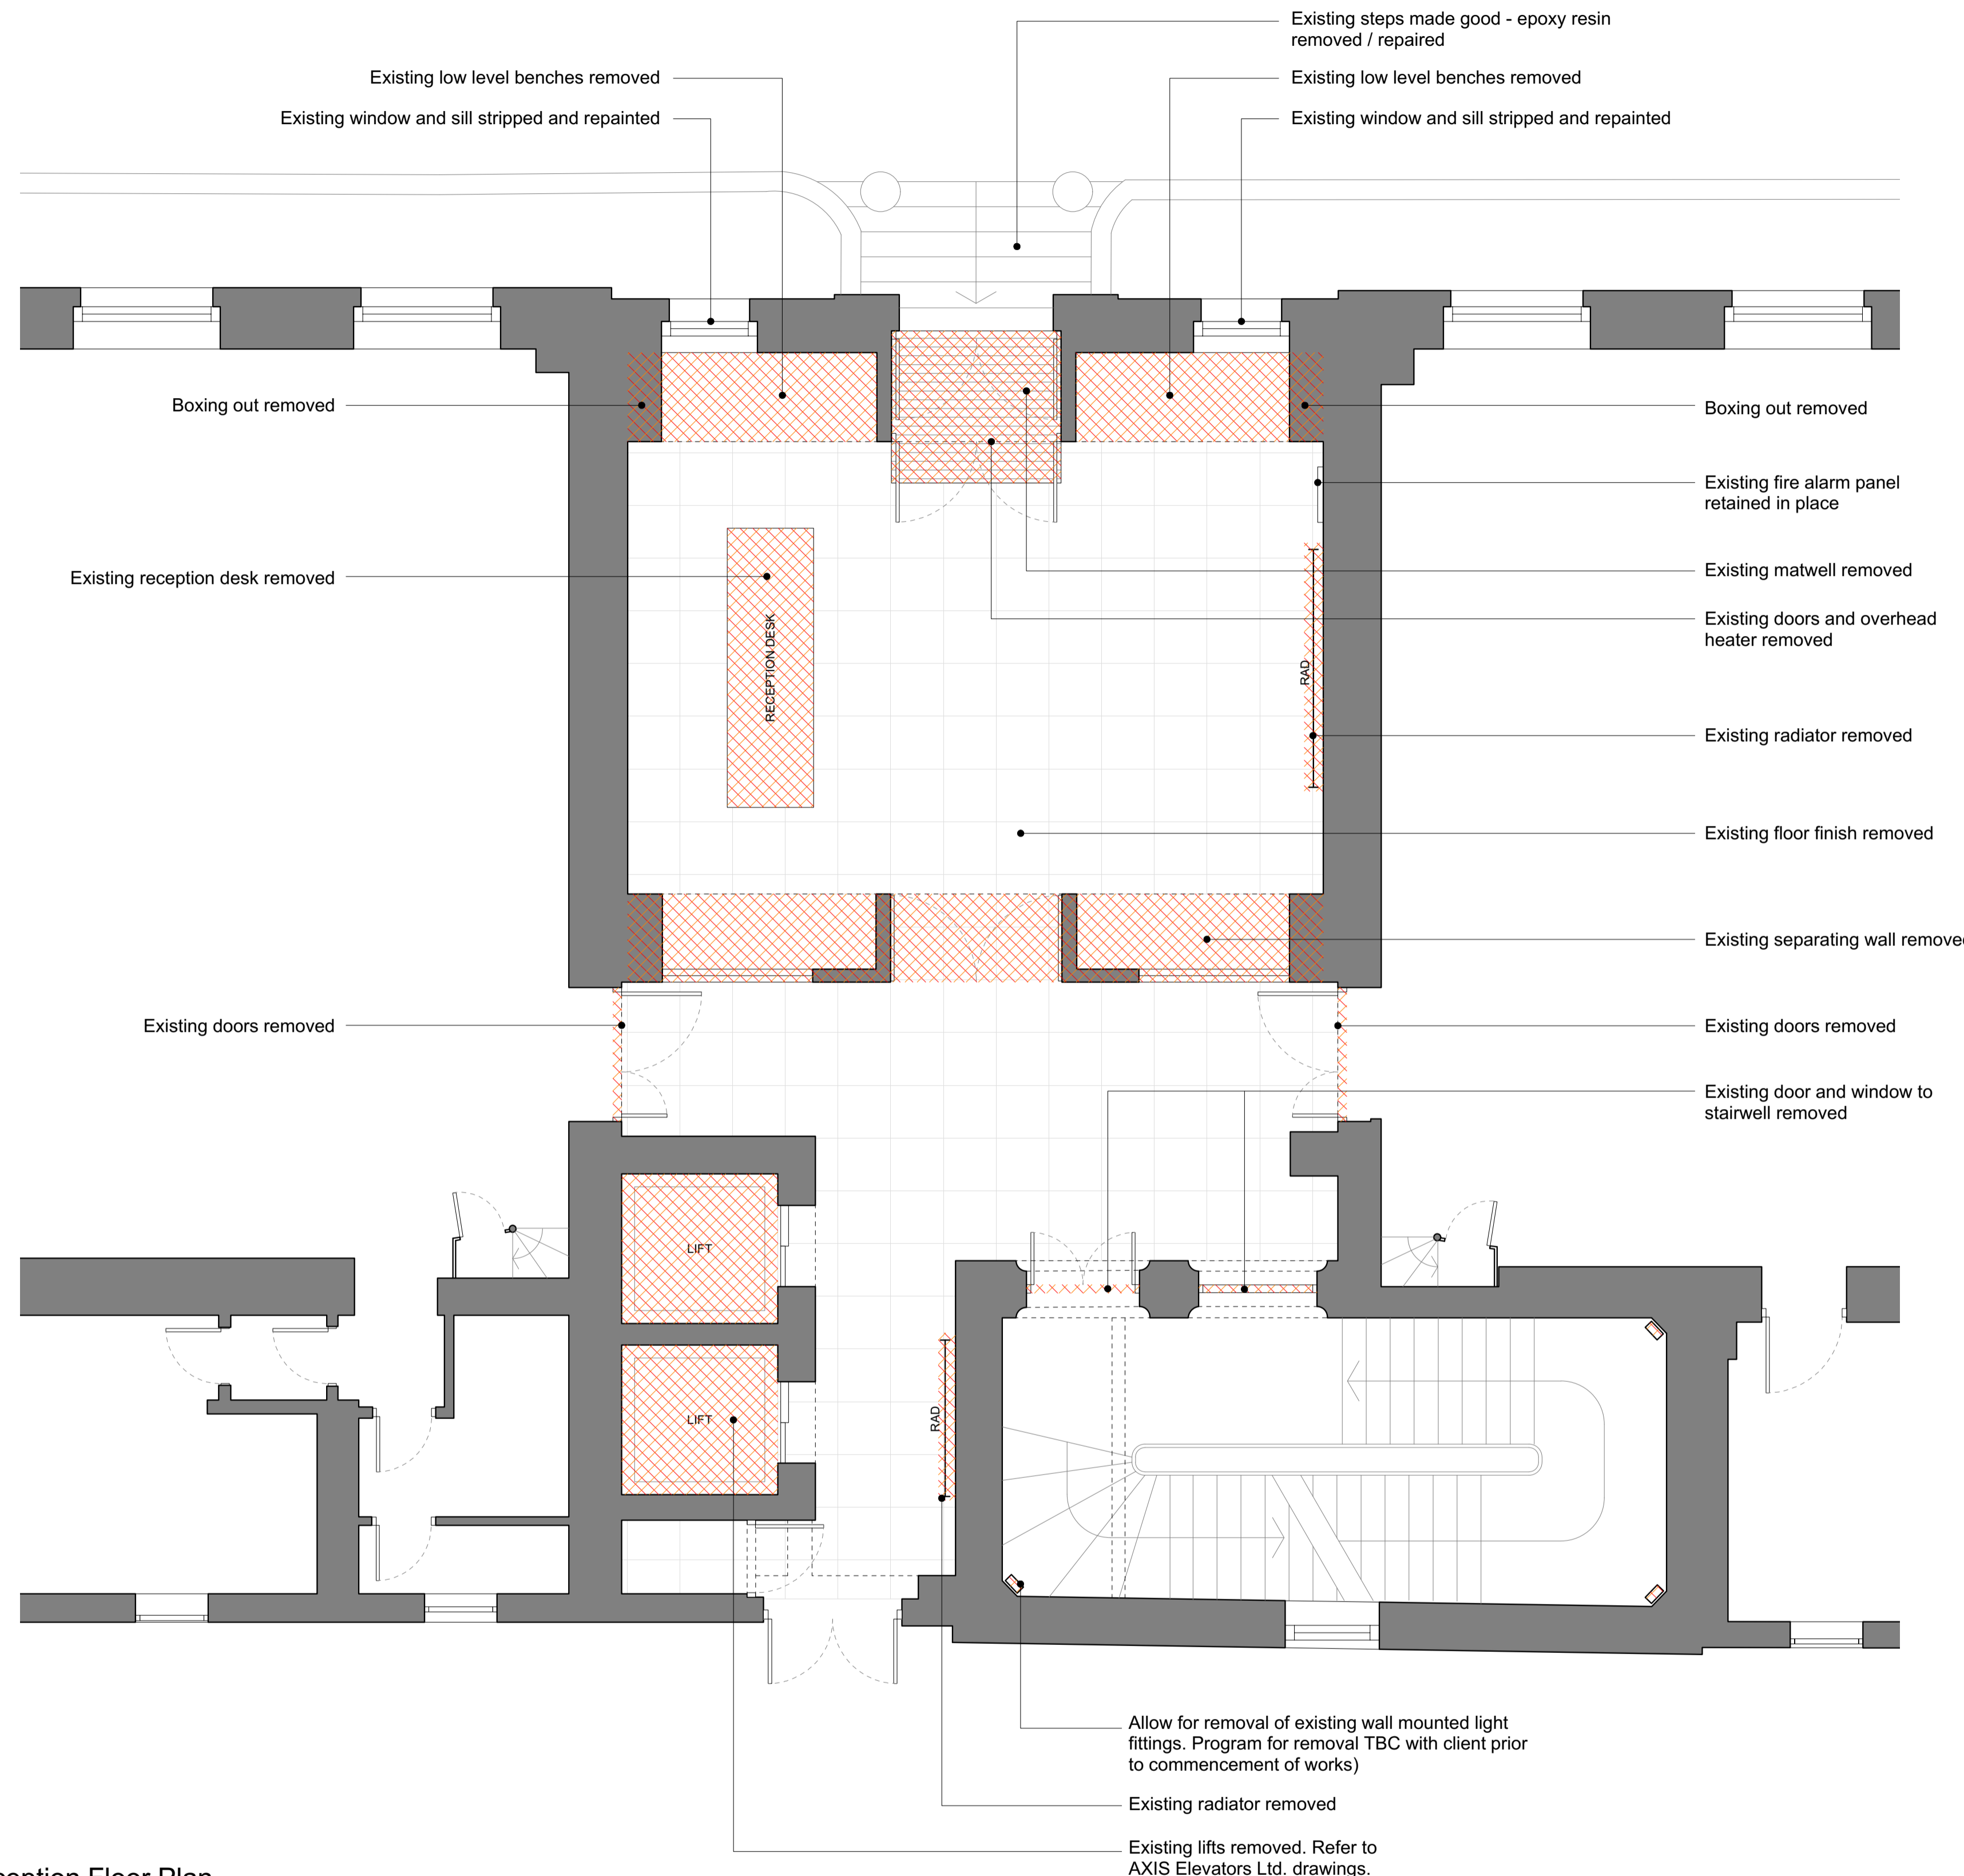 Existing steps made good - epoxy resin
removed / repaired
Existing low level benches removed
Existing low level benches removed
Existing window and sill stripped and repainted
Existing window and sill stripped and repainted
Boxing out removed
Boxing out removed
Existing fire alarm panel
retained in place
Existing reception desk removed
Existing matwell removed
Existing doors and overhead
heater removed
RECEPTION DESK
RAD
Existing radiator removed
Existing floor finish removed
Existing separating wall remove
Existing doors removed
Existing doors removed
Existing door and window to
stairwell removed
LIFT
LIFT
RAD
Allow for removal of existing wall mounted light
fittings. Program for removal TBC with client prior
to commencement of works)
Existing radiator removed
Existing lifts removed. Refer to
AXIS Elevators Ltd. drawings.
Floor Plan